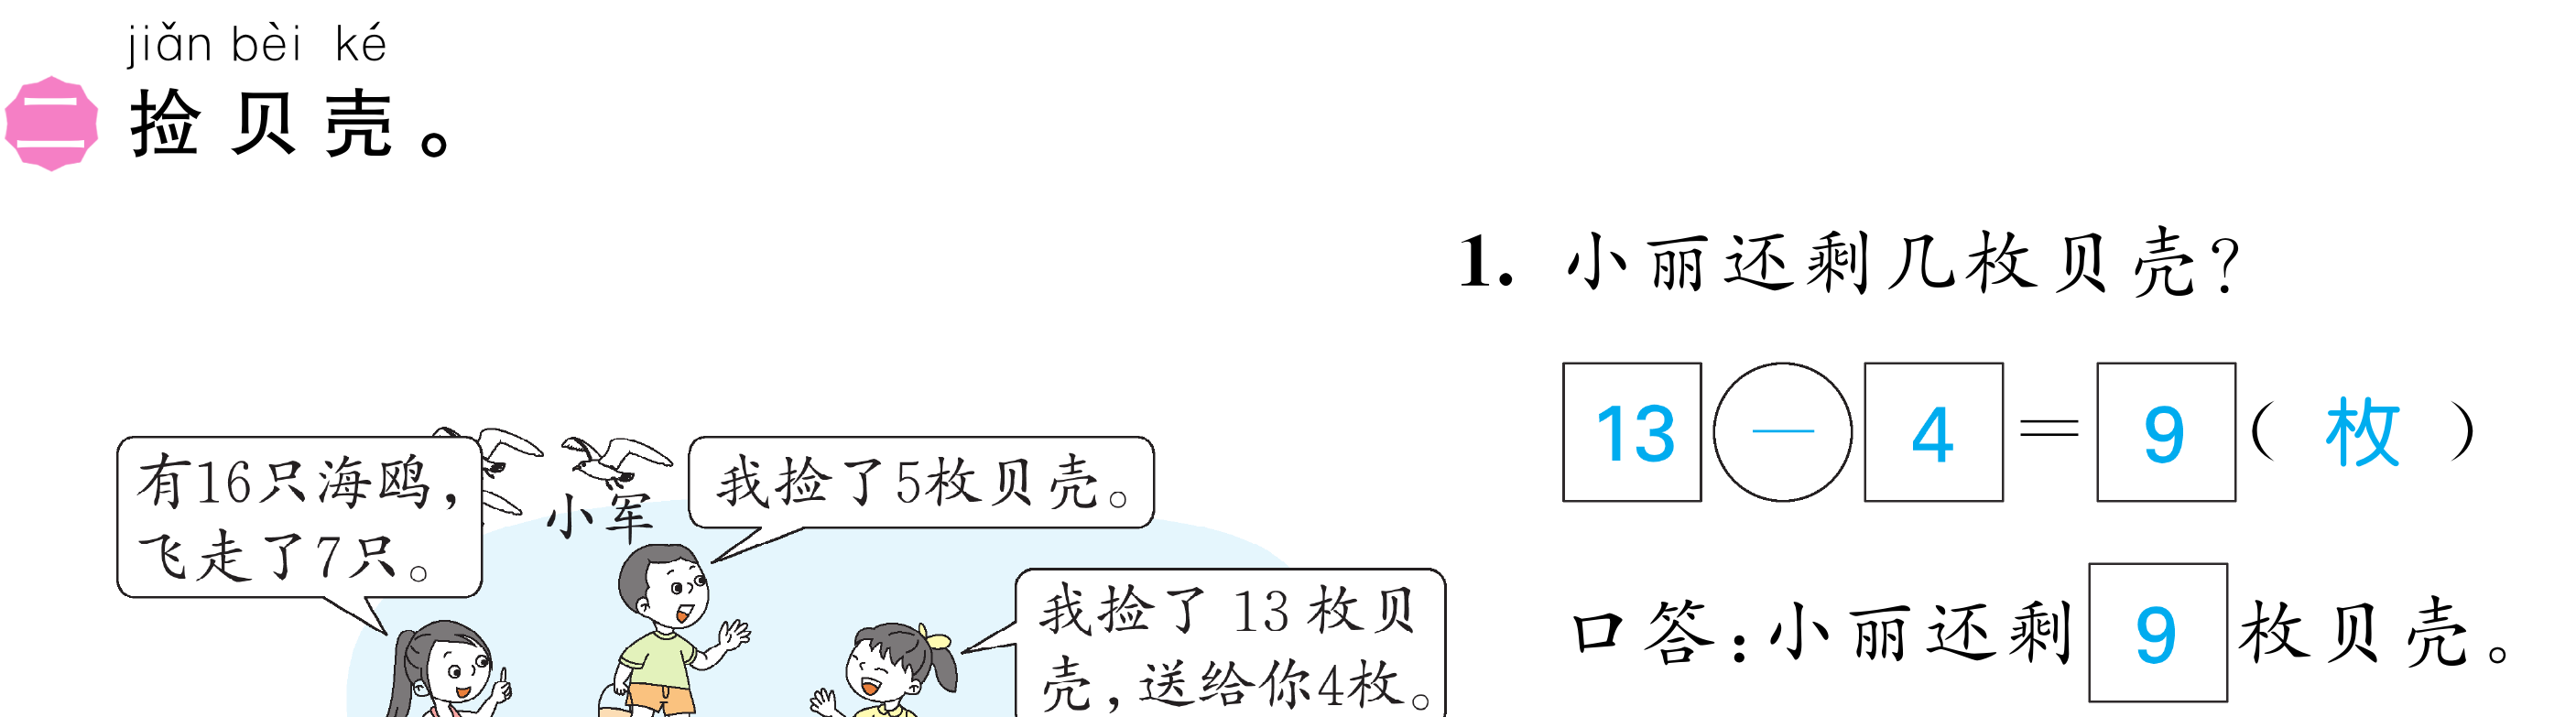 jiǎn bèi ké
二 捡贝壳。
有16只海鸥，
飞走了7只。
小军
我捡了5枚贝壳。
我捡了 13 枚贝
壳，送给你4枚。
1. 小丽还剩几枚贝壳?
13 － 4 ＝ 9 （ 枚 ）
口答：小丽还剩 9 枚贝壳。